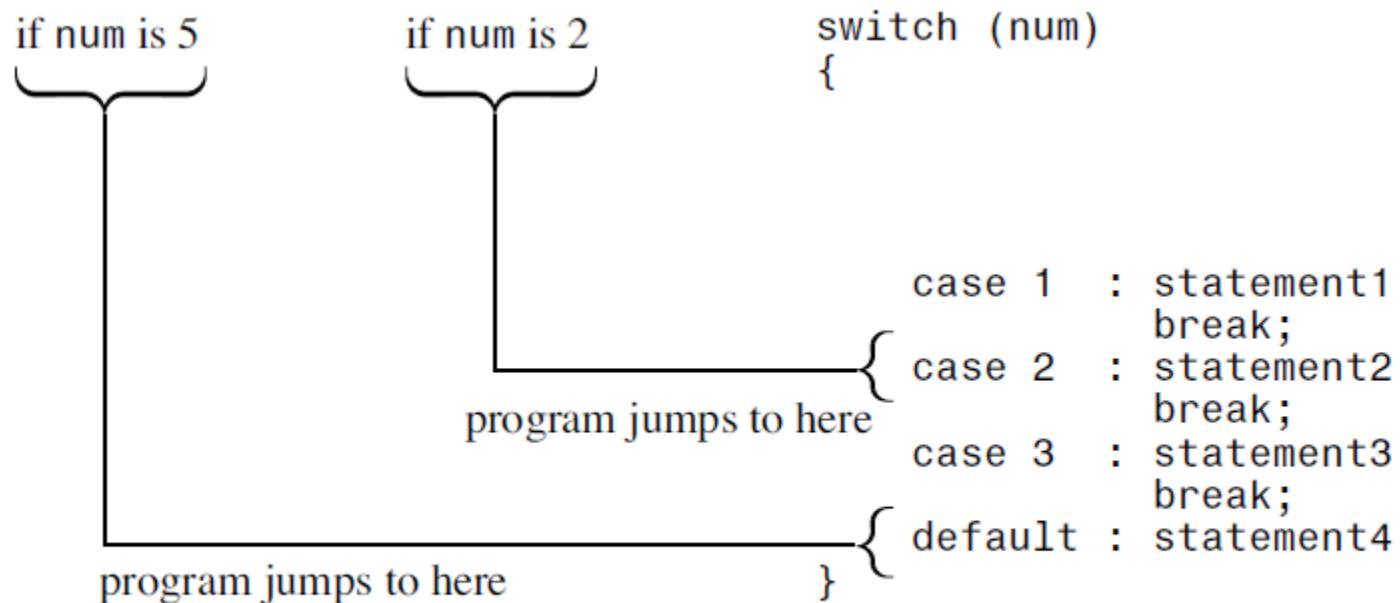 if num is 5
if num is 2
switch (num)
{
case 1 : statement1
break;
case 2 : statement2
break;
program jumps to here
case 3 : statement3
break;
default : statement4
program jumps to here
}